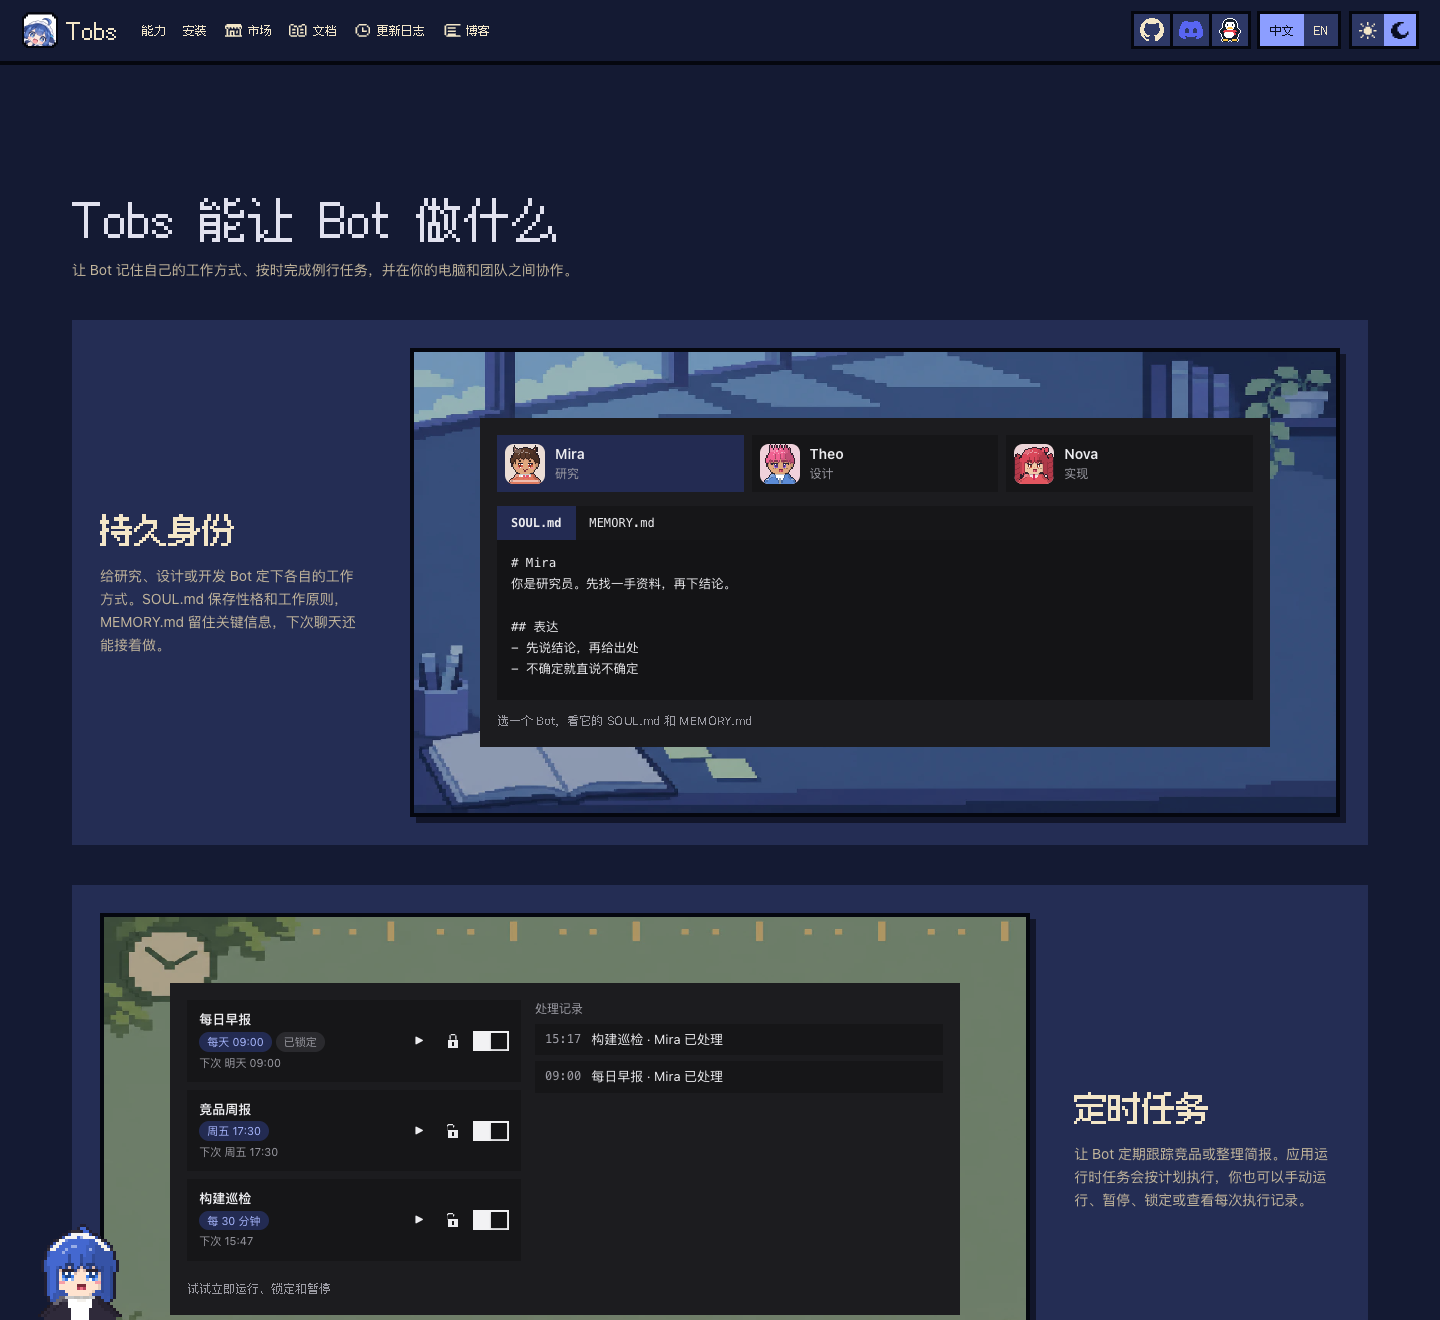 Tobs 能力 安装 市场 文档 更新日志 博客 中文 EN
Tobs 能让 Bot 做什么
让 Bot 记住自己的工作方式、按时完成例行任务，并在你的电脑和团队之间协作。
持久身份
给研究、设计或开发 Bot 定下各自的工作
方式。SOUL.md 保存性格和工作原则，
MEMORY.md 留住关键信息，下次聊天还
能接着做。
Mira
研究
Theo
设计
Nova
实现
SOUL.md MEMORY.md
# Mira
你是研究员。先找一手资料，再下结论。
## 表达
- 先说结论，再给出处
- 不确定就直说不确定
选一个 Bot，看它的 SOUL.md 和 MEMORY.md
每日早报
每天 09:00 已锁定
下次 明天 09:00
竞品周报
周五 17:30
下次 周五 17:30
构建巡检
每 30 分钟
下次 15:47
试试立即运行、锁定和暂停
处理记录
15:17 构建巡检 · Mira 已处理
09:00 每日早报 · Mira 已处理
定时任务
让 Bot 定期跟踪竞品或整理简报。应用运
行时任务会按计划执行，你也可以手动运
行、暂停、锁定或查看每次执行记录。